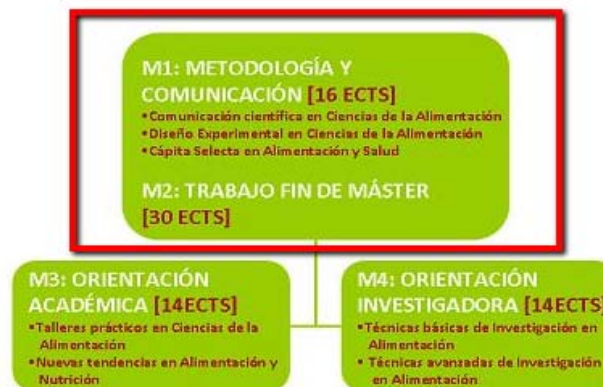 M1: METODOLOGÍA Y
COMUNICACIÓN [16 ECTS]
•Comunicación científica en Ciencias de la Alimentación
•Diseño Experimental en Ciencias de la Alimentación
•Cápita Selecta en Alimentación y Salud
M2: TRABAJO FIN DE MÁSTER
[30 ECTS]
M3: ORIENTACIÓN
ACADÉMICA [14ECTS]
•Talleres prácticos en Ciencias de la
Alimentación
•Nuevas tendencias en Alimentación y
Nutrición
M4: ORIENTACIÓN
INVESTIGADORA [14ECTS]
•Técnicas básicas de Investigación en
Alimentación
• Técnicas avanzadas de Investigación
en Alimentación